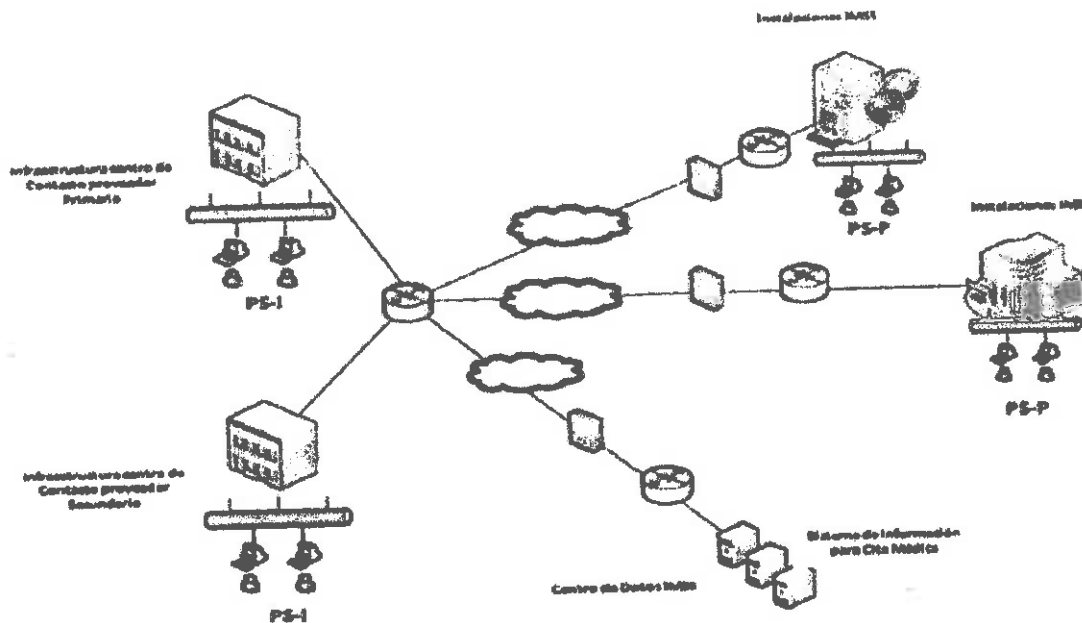 Instalaciones IMSS
Infraestructura centro de
Contacto proveedor
Primario
PS-I
PS-P
Instalaciones
PS-P
Infraestructura centro de
Contacto proveedor
Secundario
PS-I
Sistema de Información
para Cita Médica
Centro de Datos IMSS